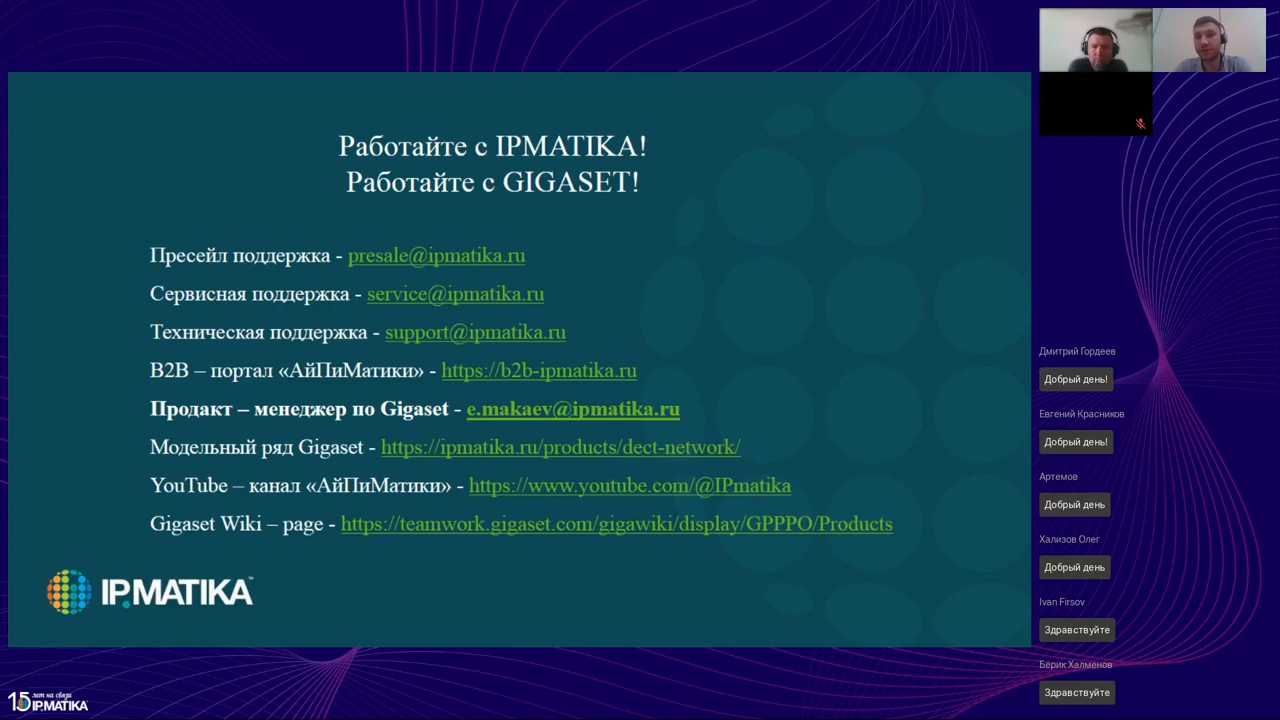 Работайте с IPMATIKA!
Работайте с GIGASET!
Пресейл поддержка - presale@ipmatika.ru
Сервисная поддержка - service@ipmatika.ru
Техническая поддержка - support@ipmatika.ru
B2B – портал «АйПиМатики» - https://b2b-ipmatika.ru
Продакт – менеджер по Gigaset - e.makaev@ipmatika.ru
Модельный ряд Gigaset - https://ipmatika.ru/products/dect-network/
YouTube – канал «АйПиМатики» - https://www.youtube.com/@IPmatika
Gigaset Wiki – page - https://teamwork.gigaset.com/gigawiki/display/GPPPO/Products
IPMATIKA™
15 лет на связи
IPMATIKA
Дмитрий Гордеев
Добрый день!
Евгений Красников
Добрый день!
Артемов
Добрый день
Хализов Олег
Добрый день
Ivan Firsov
Здравствуйте
Берик Халменов
Здравствуйте